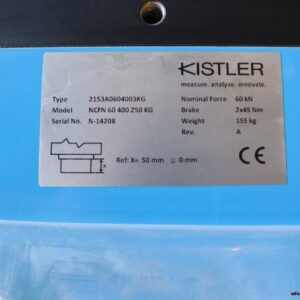 KISTLER
measure. analyze. innovate.
Type 2153A0604003KG
Model NCFN 60 400 250 KG
Serial No. N-14208
Nominal Force 60 kN
Brake 2x45 Nm
Weight 155 kg
Rev. A
Ref: X= 50 mm ≙ 0 mm
x
CE